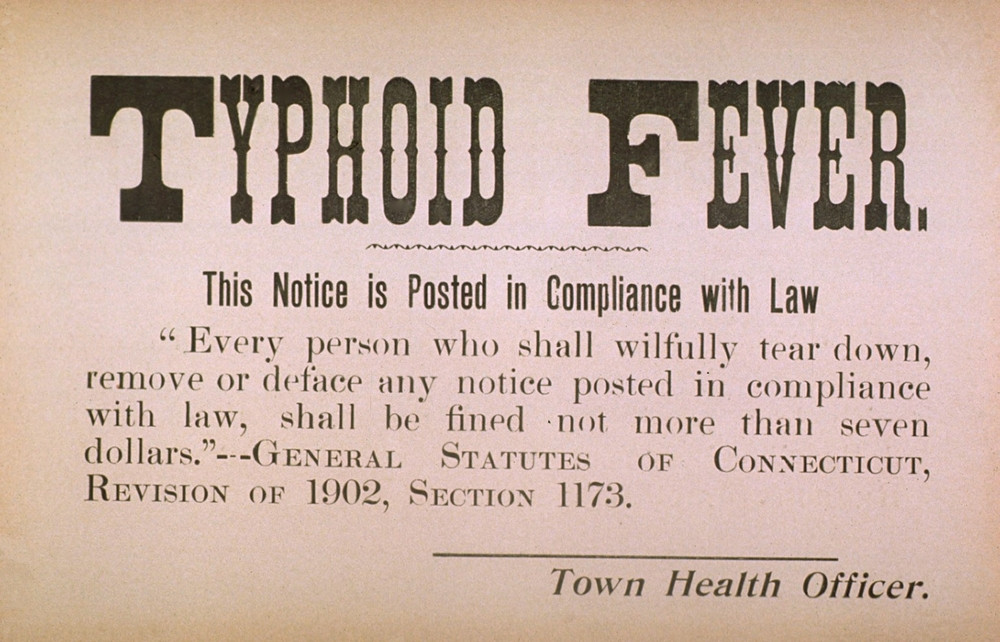 TYPHOID FEVER.
This Notice is Posted in Compliance with Law
“Every person who shall wilfully tear down,
remove or deface any notice posted in compliance
with law, shall be fined not more than seven
dollars.”---GENERAL STATUTES OF CONNECTICUT,
REVISION OF 1902, SECTION 1173.
Town Health Officer.